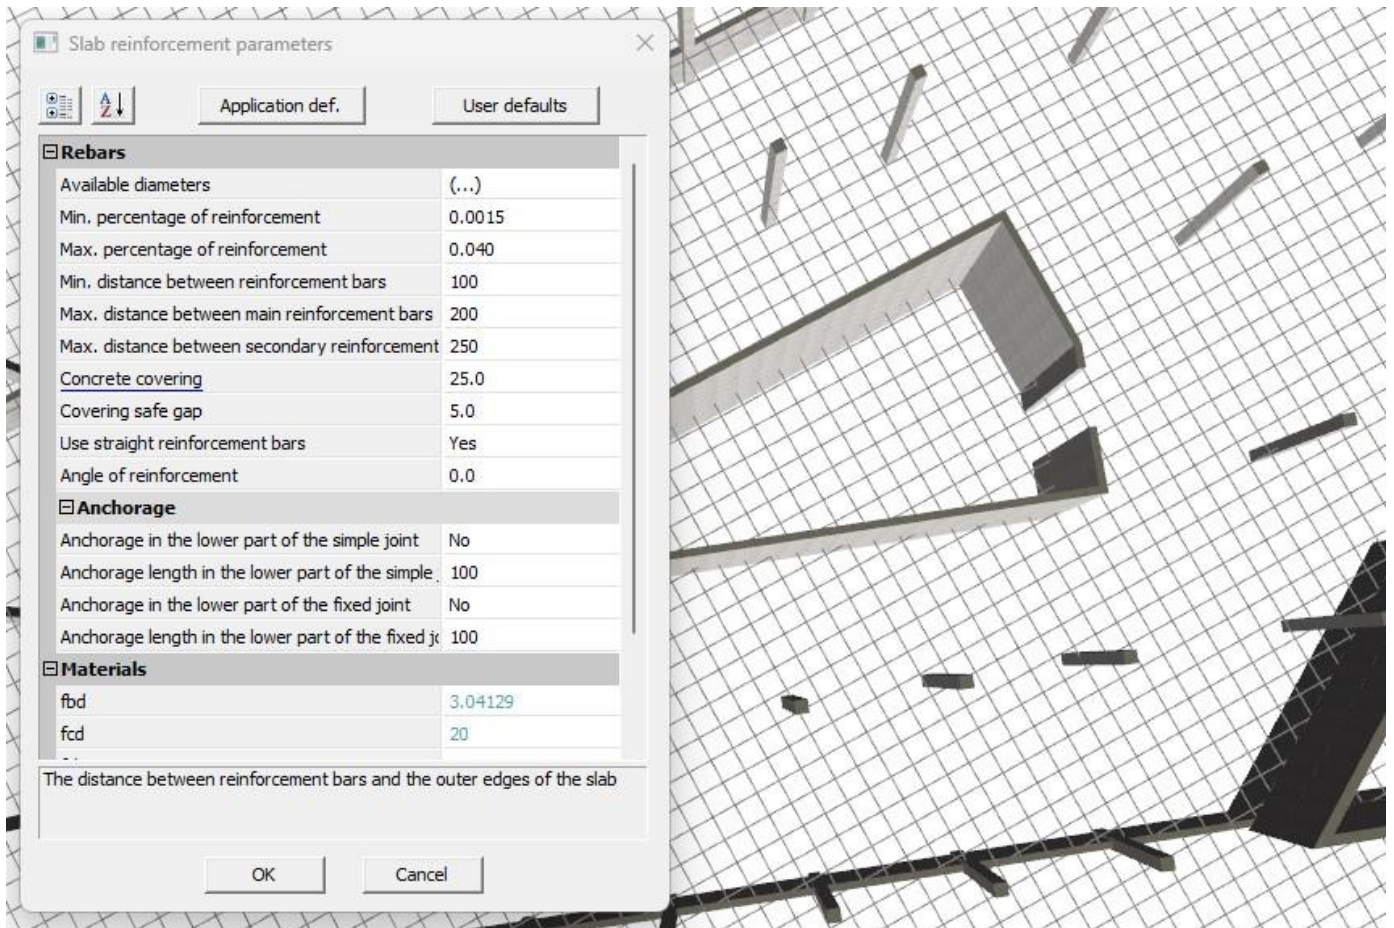 Slab reinforcement parameters
Application def. User defaults
Rebars
Available diameters (...)
Min. percentage of reinforcement 0.0015
Max. percentage of reinforcement 0.040
Min. distance between reinforcement bars 100
Max. distance between main reinforcement bars 200
Max. distance between secondary reinforcement 250
Concrete covering 25.0
Covering safe gap 5.0
Use straight reinforcement bars Yes
Angle of reinforcement 0.0
Anchorage
Anchorage in the lower part of the simple joint No
Anchorage length in the lower part of the simple 100
Anchorage in the lower part of the fixed joint No
Anchorage length in the lower part of the fixed 100
Materials
fbd 3.04129
fcd 20
The distance between reinforcement bars and the outer edges of the slab
OK Cancel